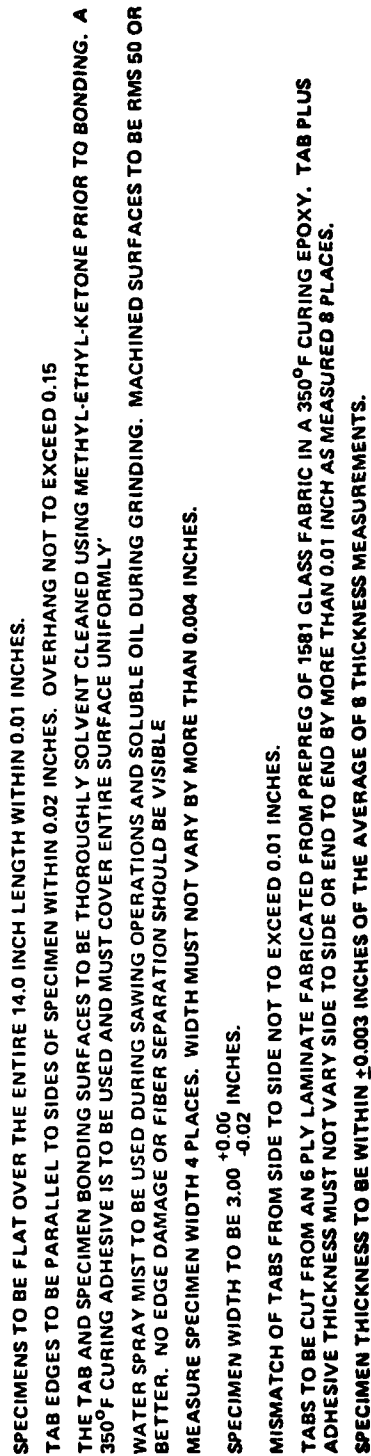 SPECIMENS TO BE FLAT OVER THE ENTIRE 14.0 INCH LENGTH WITHIN 0.01 INCHES.
TAB EDGES TO BE PARALLEL TO SIDES OF SPECIMEN WITHIN 0.02 INCHES. OVERHANG NOT TO EXCEED 0.15
THE TAB AND SPECIMEN BONDING SURFACES TO BE THOROUGHLY SOLVENT CLEANED USING METHYL-ETHYL-KETONE PRIOR TO BONDING. A
350°F CURING ADHESIVE IS TO BE USED AND MUST COVER ENTIRE SURFACE UNIFORMLY'
WATER SPRAY MIST TO BE USED DURING SAWING OPERATIONS AND SOLUBLE OIL DURING GRINDING. MACHINED SURFACES TO BE RMS 50 OR
BETTER. NO EDGE DAMAGE OR FIBER SEPARATION SHOULD BE VISIBLE
MEASURE SPECIMEN WIDTH 4 PLACES. WIDTH MUST NOT VARY BY MORE THAN 0.004 INCHES.
SPECIMEN WIDTH TO BE 3.00 +0.00 -0.02 INCHES.
MISMATCH OF TABS FROM SIDE TO SIDE NOT TO EXCEED 0.01 INCHES.
TABS TO BE CUT FROM AN 6 PLY LAMINATE FABRICATED FROM PREPREG OF 1581 GLASS FABRIC IN A 350°F CURING EPOXY. TAB PLUS
ADHESIVE THICKNESS MUST NOT VARY SIDE TO SIDE OR END TO END BY MORE THAN 0.01 INCH AS MEASURED 8 PLACES.
SPECIMEN THICKNESS TO BE WITHIN ±0.003 INCHES OF THE AVERAGE OF 8 THICKNESS MEASUREMENTS.